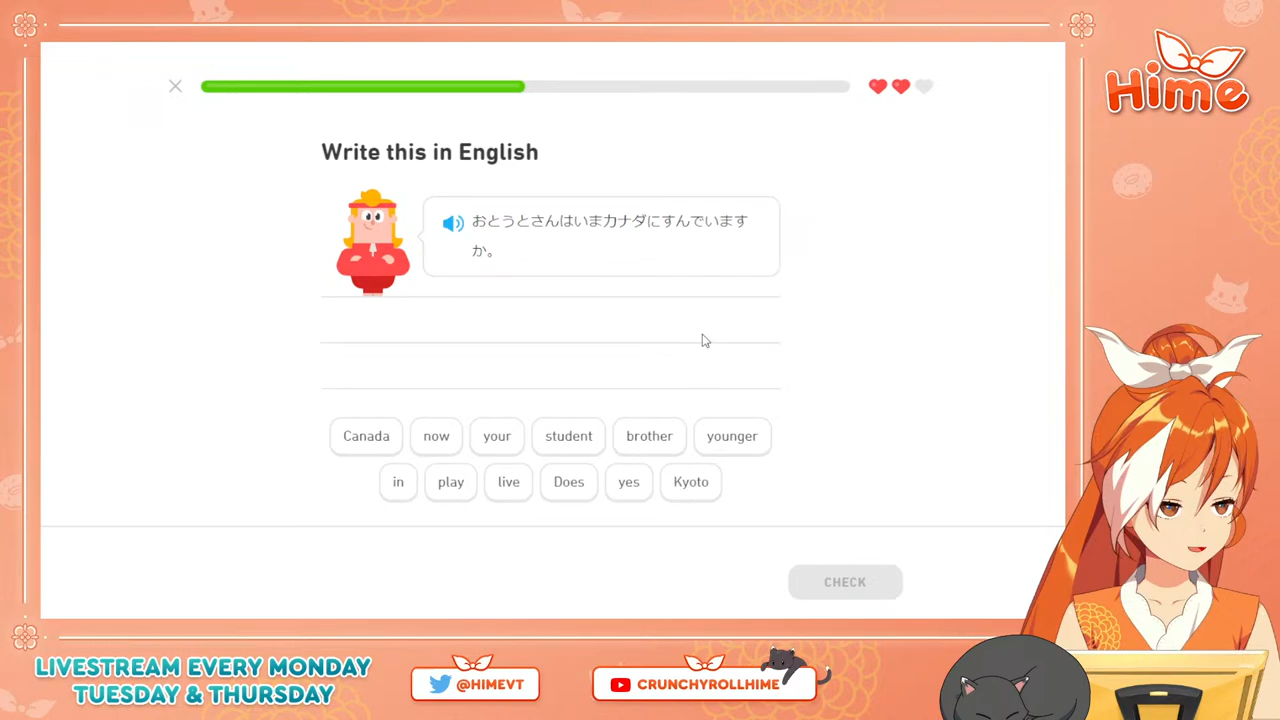 Hime
Write this in English
おとうとさんはいまカナダにすんでいます
か。
Canada now your student brother younger
in play live Does yes Kyoto
CHECK
LIVESTREAM EVERY MONDAY
TUESDAY & THURSDAY
@HIMEVT
CRUNCHYROLLHIME